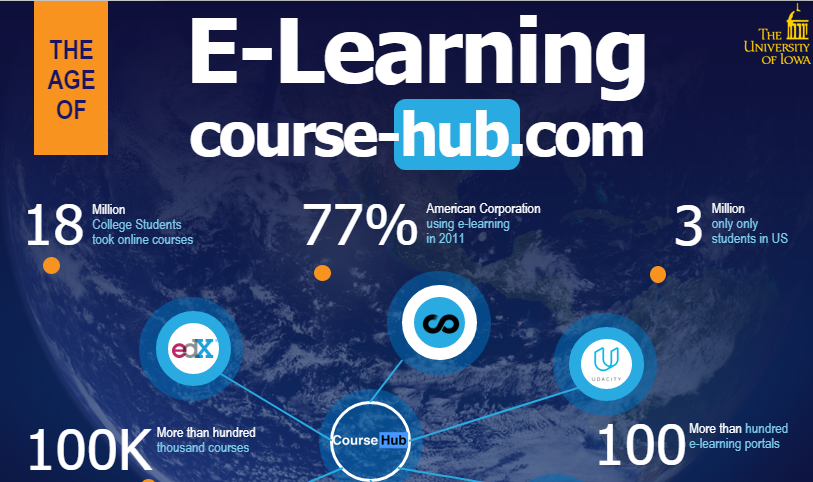 THE
AGE
OF
E-Learning
course-hub.com
THE
UNIVERSITY
OF IOWA
18 Million
College Students
took online courses
77% American Corporation
using e-learning
in 2011
3 Million
only only
students in US
edX
UDACITY
Course Hub
100K More than hundred
thousand courses
100 More than hundred
e-learning portals